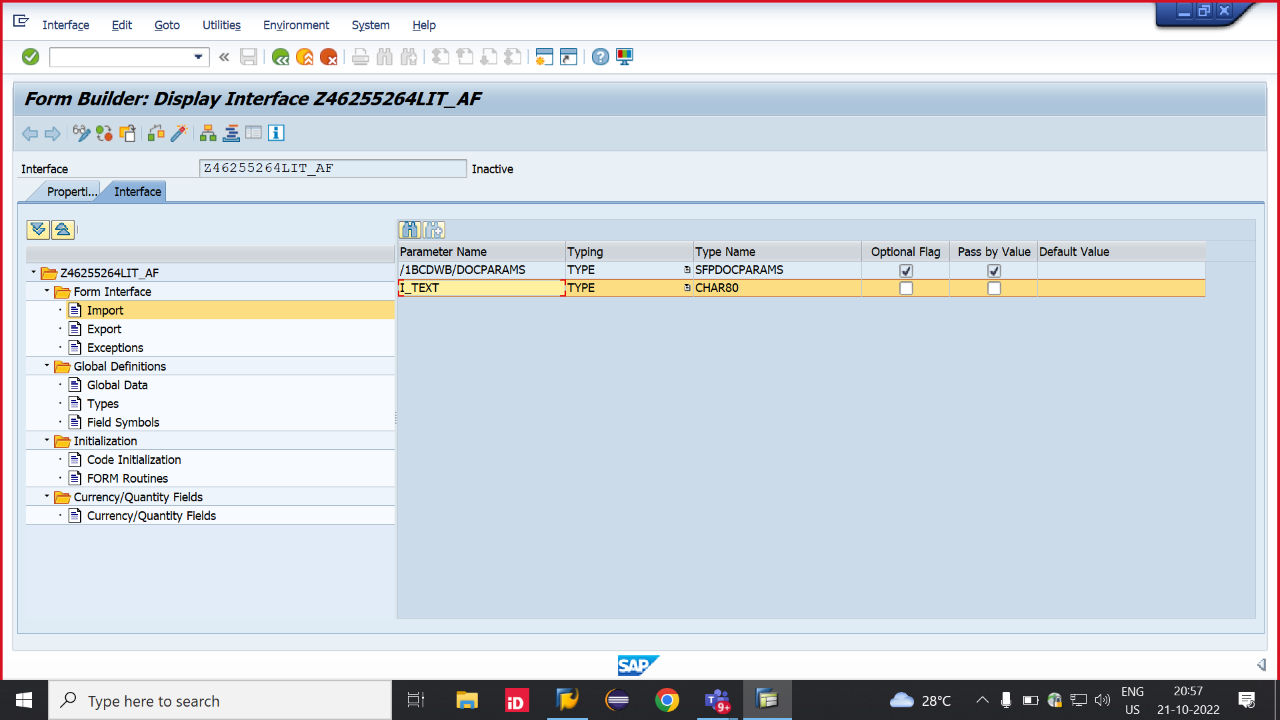 Interface Edit Goto Utilities Environment System Help
Form Builder: Display Interface Z46255264LIT_AF
Interface Z46255264LIT_AF Inactive
Properti... Interface
Parameter Name Typing Type Name Optional Flag Pass by Value Default Value
/1BCDWB/DOCPARAMS TYPE SFPDOCPARAMS
I_TEXT TYPE CHAR80
Z46255264LIT_AF
Form Interface
Import
Export
Exceptions
Global Definitions
Global Data
Types
Field Symbols
Initialization
Code Initialization
FORM Routines
Currency/Quantity Fields
Currency/Quantity Fields
SAP
Type here to search
iD
9+
28°C
ENG
US
20:57
21-10-2022